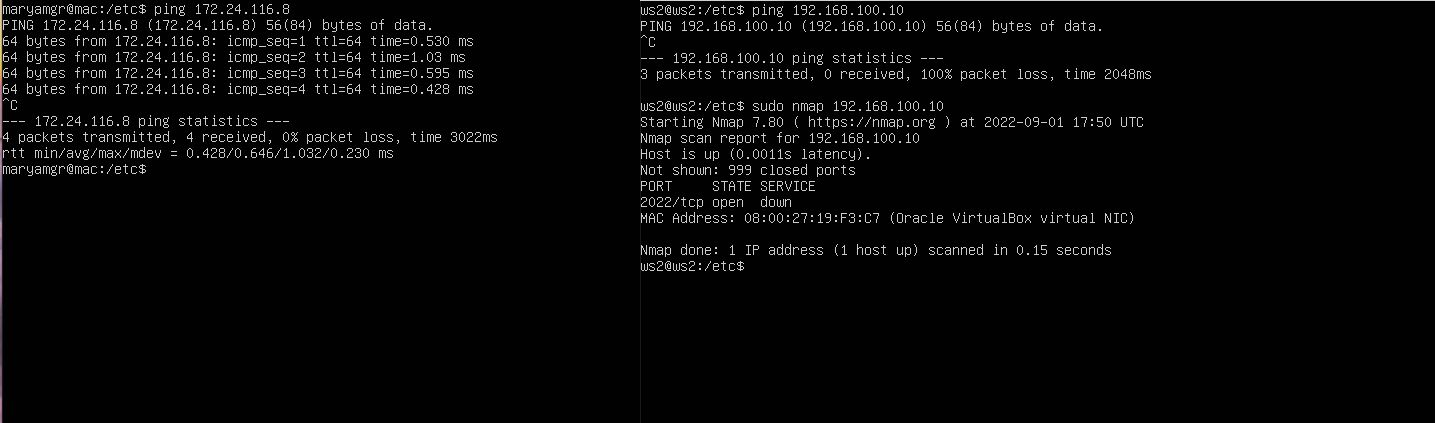 maryamgr@mac:/etc$ ping 172.24.116.8
PING 172.24.116.8 (172.24.116.8) 56(84) bytes of data.
64 bytes from 172.24.116.8: icmp_seq=1 ttl=64 time=0.530 ms
64 bytes from 172.24.116.8: icmp_seq=2 ttl=64 time=1.03 ms
64 bytes from 172.24.116.8: icmp_seq=3 ttl=64 time=0.595 ms
64 bytes from 172.24.116.8: icmp_seq=4 ttl=64 time=0.428 ms
^C
--- 172.24.116.8 ping statistics ---
4 packets transmitted, 4 received, 0% packet loss, time 3022ms
rtt min/avg/max/mdev = 0.428/0.646/1.032/0.230 ms
maryamgr@mac:/etc$
ws2@ws2:/etc$ ping 192.168.100.10
PING 192.168.100.10 (192.168.100.10) 56(84) bytes of data.
^C
--- 192.168.100.10 ping statistics ---
3 packets transmitted, 0 received, 100% packet loss, time 2048ms
ws2@ws2:/etc$ sudo nmap 192.168.100.10
Starting Nmap 7.80 ( https://nmap.org ) at 2022-09-01 17:50 UTC
Nmap scan report for 192.168.100.10
Host is up (0.0011s latency).
Not shown: 999 closed ports
PORT     STATE SERVICE
2022/tcp open  down
MAC Address: 08:00:27:19:F3:C7 (Oracle VirtualBox virtual NIC)
Nmap done: 1 IP address (1 host up) scanned in 0.15 seconds
ws2@ws2:/etc$